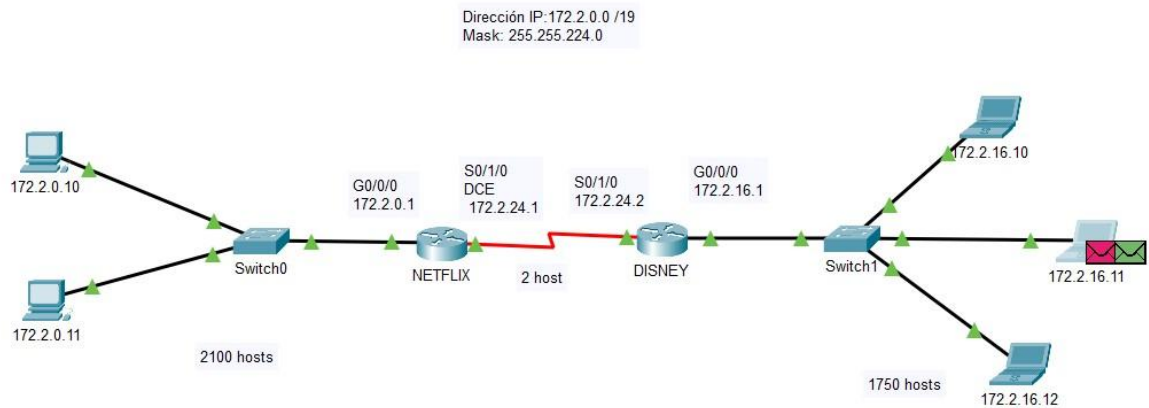 Dirección IP:172.2.0.0 /19
Mask: 255.255.224.0
172.2.0.10
172.2.0.11
Switch0
2100 hosts
G0/0/0
172.2.0.1
NETFLIX
S0/1/0
DCE
172.2.24.1
2 host
S0/1/0
172.2.24.2
DISNEY
G0/0/0
172.2.16.1
Switch1
172.2.16.10
172.2.16.11
172.2.16.12
1750 hosts